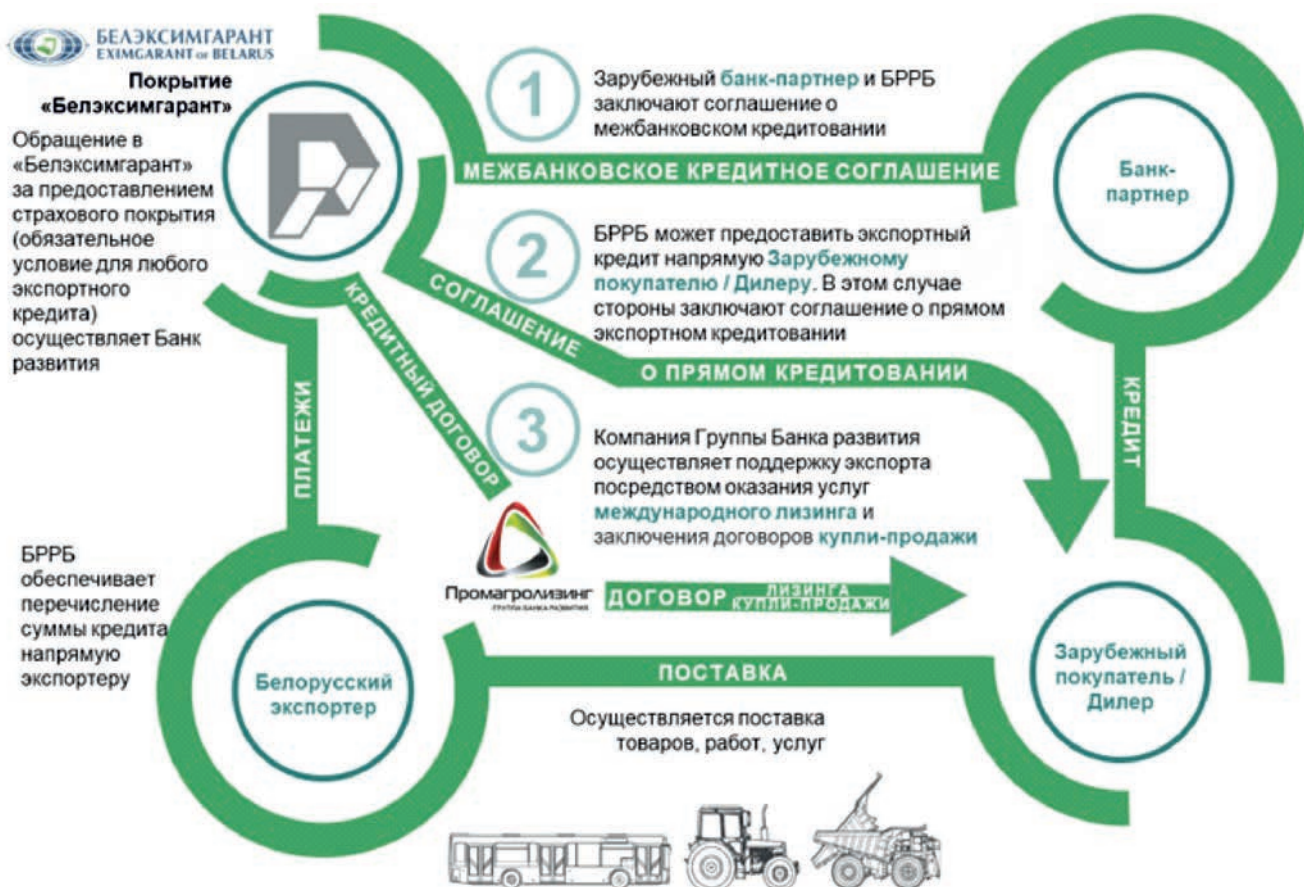 БЕЛЭКСИМГАРАНТ
EXIMGARANT OF BELARUS
Покрытие
«Белэксимгарант»
Обращение в
«Белэксимгарант»
за предоставлением
страхового покрытия
(обязательное
условие для любого
экспортного
кредита)
осуществляет Банк
развития
1
Зарубежный банк-партнер и БРРБ
заключают соглашение о
межбанковском кредитовании
МЕЖБАНКОВСКОЕ КРЕДИТНОЕ СОГЛАШЕНИЕ
Банк-
партнер
2
БРРБ может предоставить экспортный
кредит напрямую Зарубежному
покупателю / Дилеру. В этом случае
стороны заключают соглашение о прямом
экспортном кредитовании
СОГЛАШЕНИЕ
О ПРЯМОМ КРЕДИТОВАНИИ
КРЕДИТНЫЙ ДОГОВОР
ПЛАТЕЖИ
КРЕДИТ
3
Компания Группы Банка развития
осуществляет поддержку экспорта
посредством оказания услуг
международного лизинга и
заключения договоров купли-продажи
Промагролизинг
ГРУППА БАНКА РАЗВИТИЯ
ДОГОВОР
ЛИЗИНГА
КУПЛИ-ПРОДАЖИ
БРРБ
обеспечивает
перечисление
суммы кредита
напрямую
экспортеру
Белорусский
экспортер
ПОСТАВКА
Осуществляется поставка
товаров, работ, услуг
Зарубежный
покупатель /
Дилер